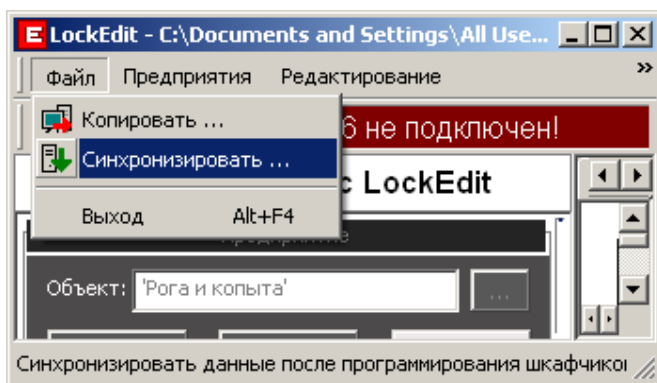 E LockEdit - C:\Documents and Settings\All Use...
Файл Предприятия Редактирование »
Копировать ...
6 не подключен!
Синхронизировать ...
с LockEdit
Выход Alt+F4
Предприятие
Объект: 'Рога и копыта' ...
Синхронизировать данные после программирования